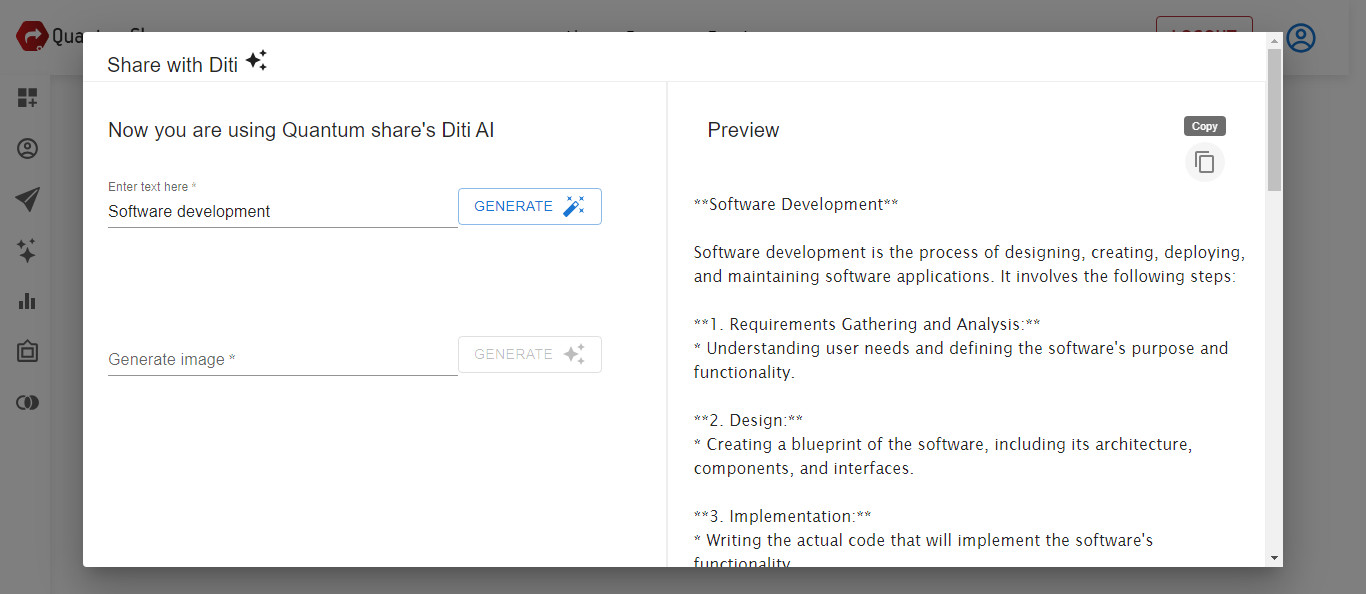 Share with Diti
Now you are using Quantum share's Diti AI
Enter text here *
Software development
GENERATE
Generate image *
GENERATE
Preview
Copy
**Software Development**
Software development is the process of designing, creating, deploying,
and maintaining software applications. It involves the following steps:
**1. Requirements Gathering and Analysis:**
* Understanding user needs and defining the software's purpose and
functionality.
**2. Design:**
* Creating a blueprint of the software, including its architecture,
components, and interfaces.
**3. Implementation:**
* Writing the actual code that will implement the software's
functionality